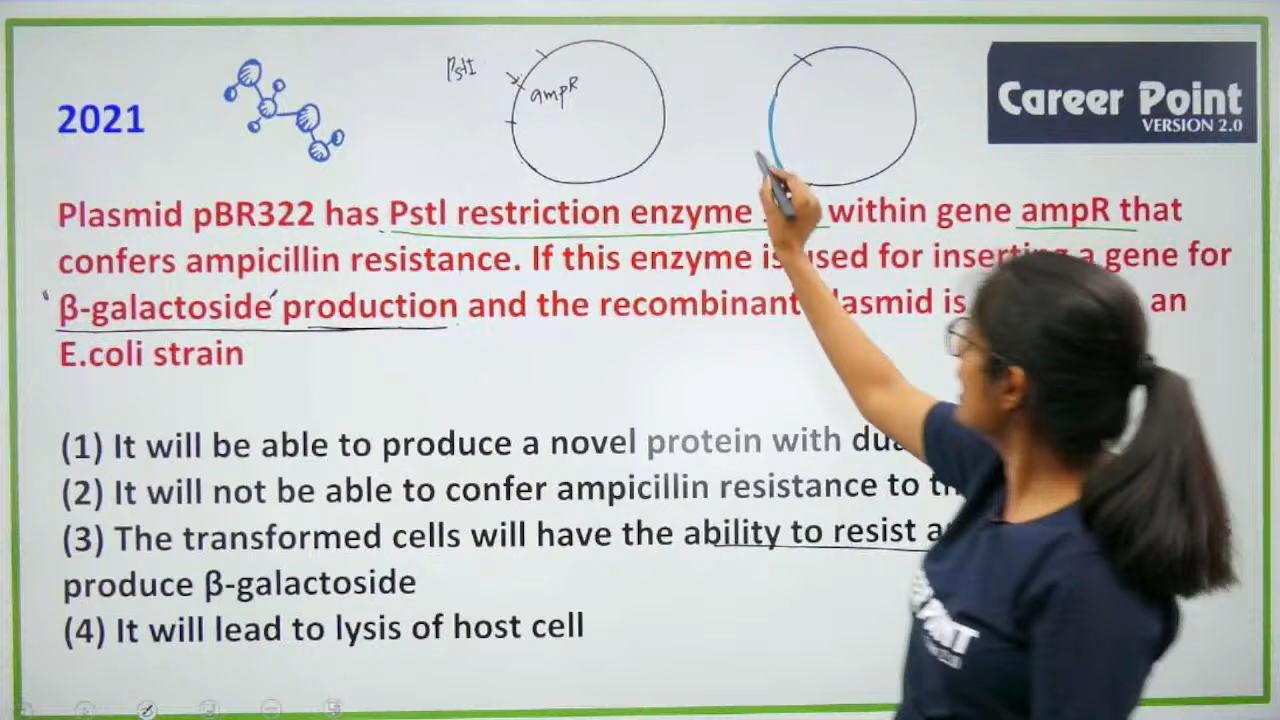 PstI
ampR
Career Point
VERSION 2.0
2021
Plasmid pBR322 has Pstl restriction enzyme within gene ampR that
confers ampicillin resistance. If this enzyme is used for inserting a gene for
β-galactoside production and the recombinant plasmid is an
E.coli strain
(1) It will be able to produce a novel protein with
(2) It will not be able to confer ampicillin resistance to
(3) The transformed cells will have the ability to resist
produce β-galactoside
(4) It will lead to lysis of host cell